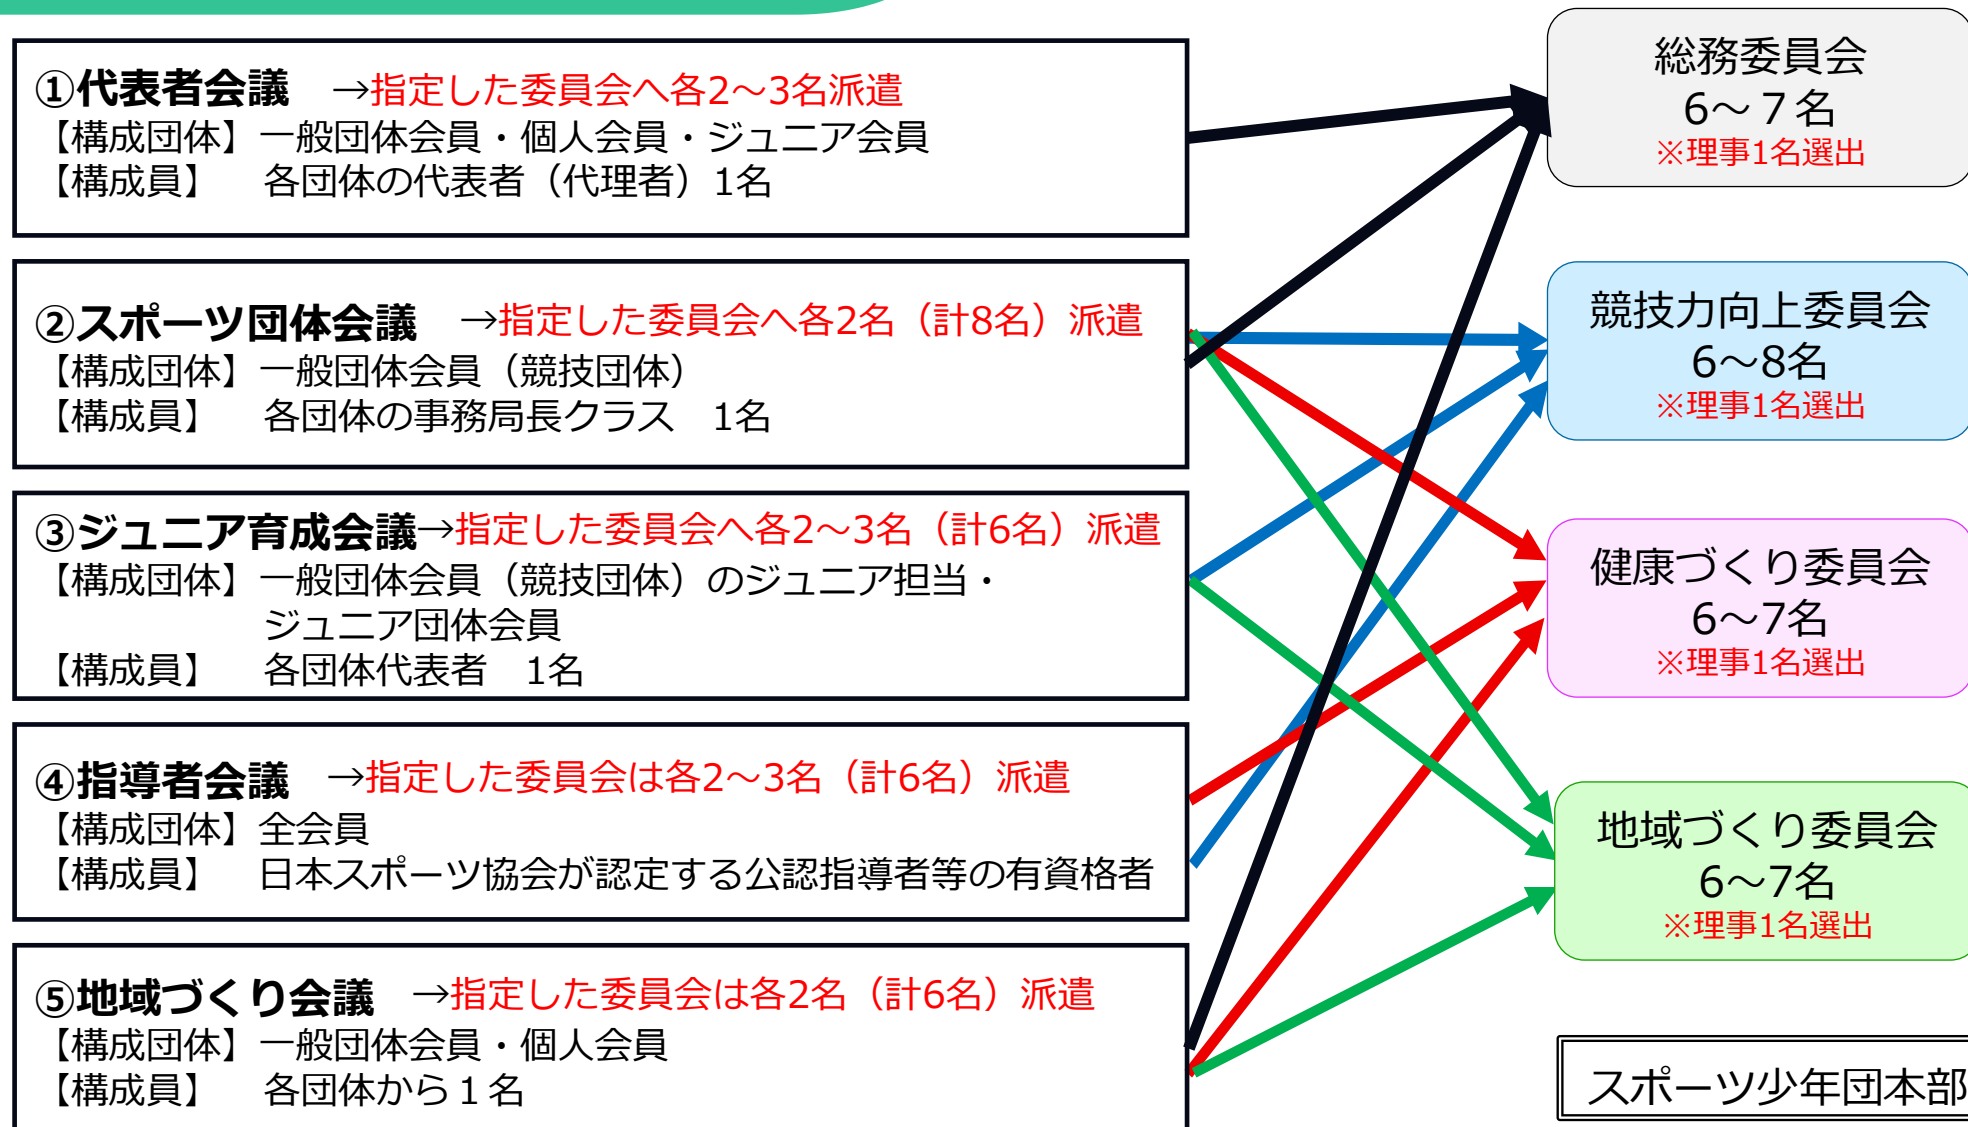 ①代表者会議　→指定した委員会へ各2～3名派遣
【構成団体】一般団体会員・個人会員・ジュニア会員
【構成員】　各団体の代表者（代理者）1名
②スポーツ団体会議　→指定した委員会へ各2名（計8名）派遣
【構成団体】一般団体会員（競技団体）
【構成員】　各団体の事務局長クラス　1名
③ジュニア育成会議→指定した委員会へ各2～3名（計6名）派遣
【構成団体】一般団体会員（競技団体）のジュニア担当・
ジュニア団体会員
【構成員】　各団体代表者　1名
④指導者会議　→指定した委員会は各2～3名（計6名）派遣
【構成団体】全会員
【構成員】　日本スポーツ協会が認定する公認指導者等の有資格者
⑤地域づくり会議　→指定した委員会は各2名（計6名）派遣
【構成団体】一般団体会員・個人会員
【構成員】　各団体から１名
総務委員会
6～７名
※理事1名選出
競技力向上委員会
6～8名
※理事1名選出
健康づくり委員会
6～7名
※理事1名選出
地域づくり委員会
6～7名
※理事1名選出
スポーツ少年団本部